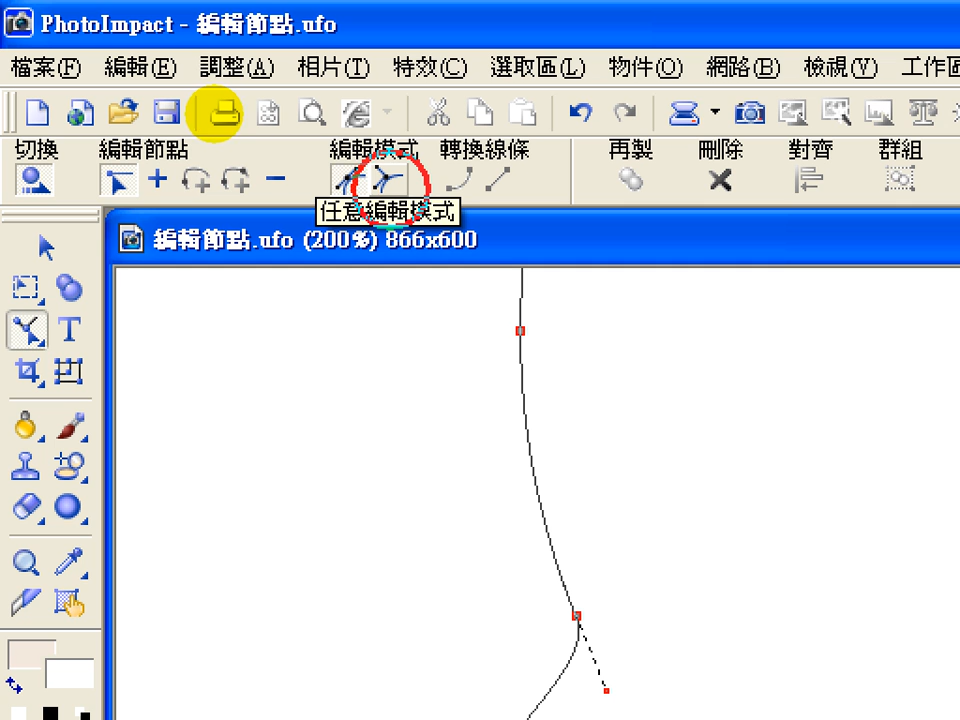 PhotoImpact - 編輯節點.ufo
檔案(F) 編輯(E) 調整(A) 相片(T) 特效(C) 選取區(L) 物件(O) 網路(B) 檢視(V) 工作區
切換 編輯節點 編輯模式 轉換線條 再製 刪除 對齊 群組
任意編輯模式
編輯節點.ufo (200%) 866x600
T